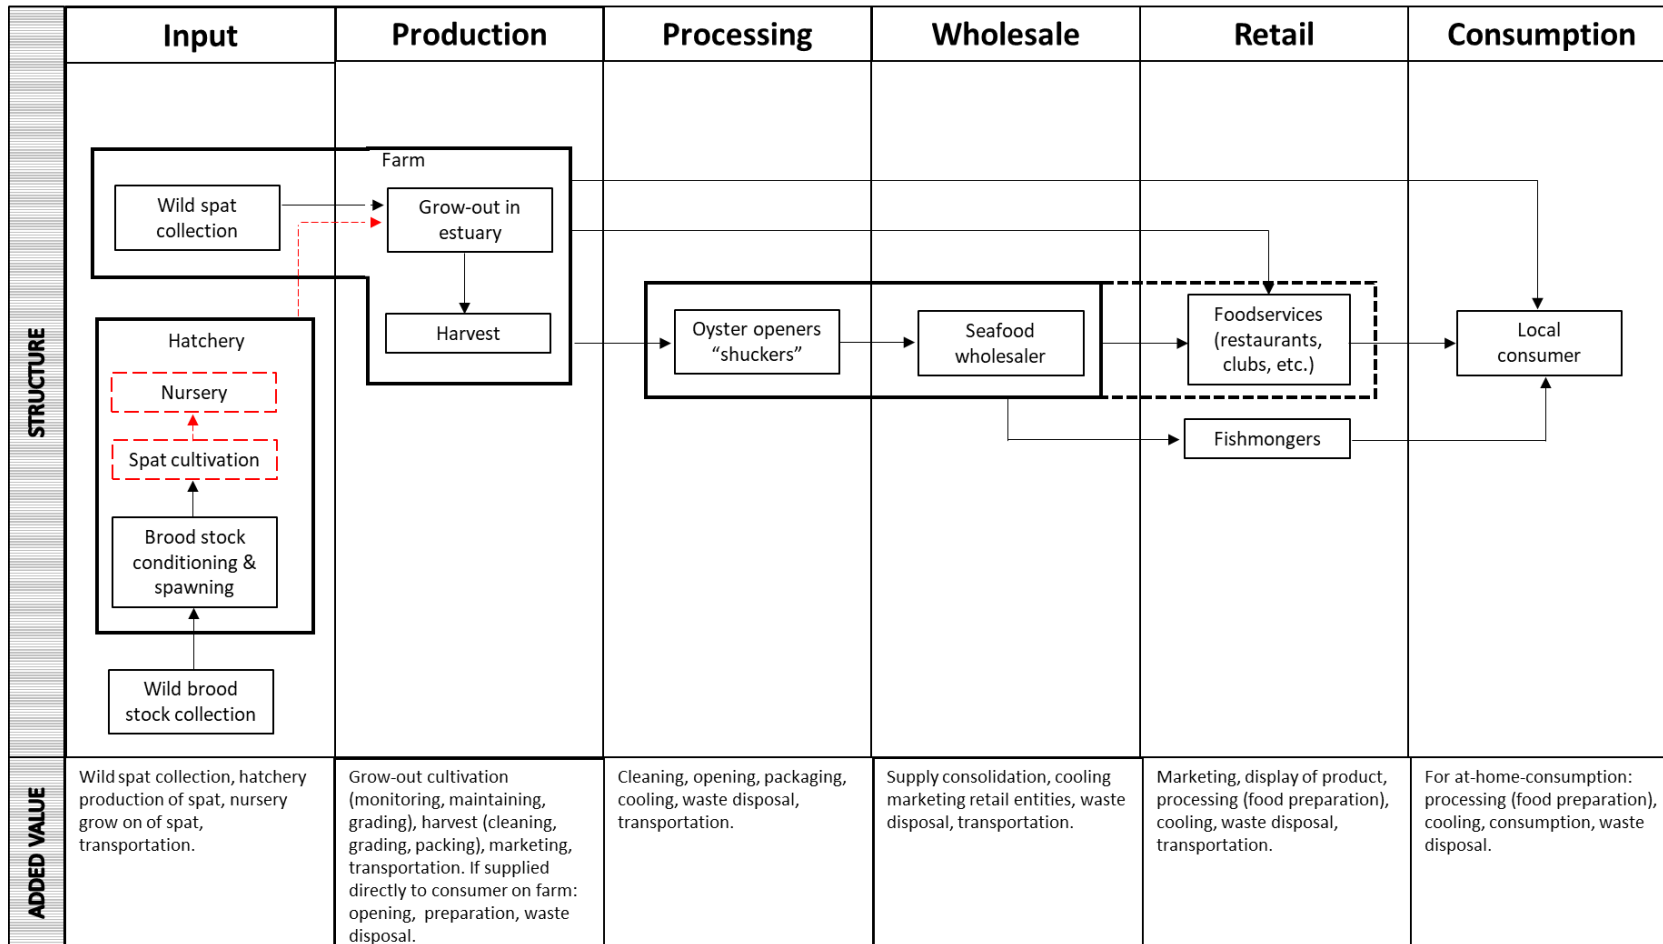 Input
Production
Processing
Wholesale
Retail
Consumption
STRUCTURE
Farm
Wild spat
collection
Grow-out in
estuary
Harvest
Hatchery
Nursery
Spat cultivation
Brood stock
conditioning &
spawning
Wild brood
stock collection
Oyster openers
“shuckers”
Seafood
wholesaler
Foodservices
(restaurants,
clubs, etc.)
Fishmongers
Local
consumer
ADDED VALUE
Wild spat collection, hatchery
production of spat, nursery
grow on of spat,
transportation.
Grow-out cultivation
(monitoring, maintaining,
grading), harvest (cleaning,
grading, packing), marketing,
transportation. If supplied
directly to consumer on farm:
opening, preparation, waste
disposal.
Cleaning, opening, packaging,
cooling, waste disposal,
transportation.
Supply consolidation, cooling
marketing retail entities, waste
disposal, transportation.
Marketing, display of product,
processing (food preparation),
cooling, waste disposal,
transportation.
For at-home-consumption:
processing (food preparation),
cooling, consumption, waste
disposal.